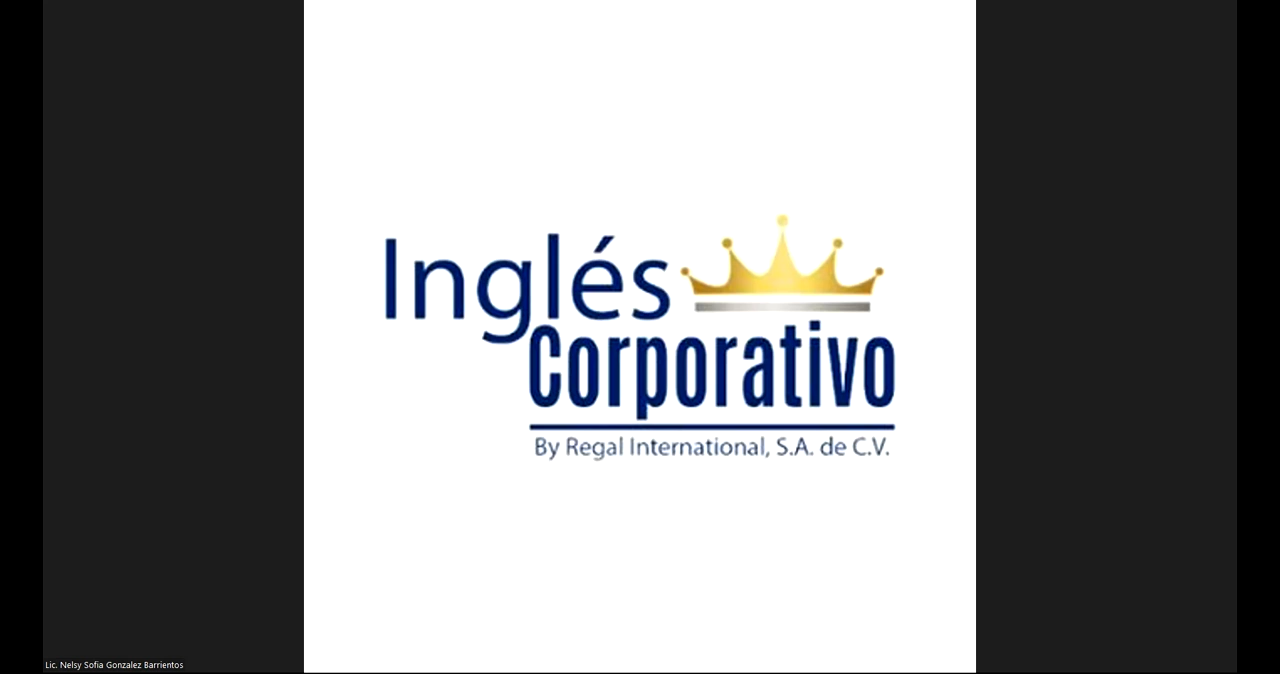 Inglés
Corporativo
By Regal International, S.A. de C.V.
Lic. Nelsy Sofia Gonzalez Barrientos